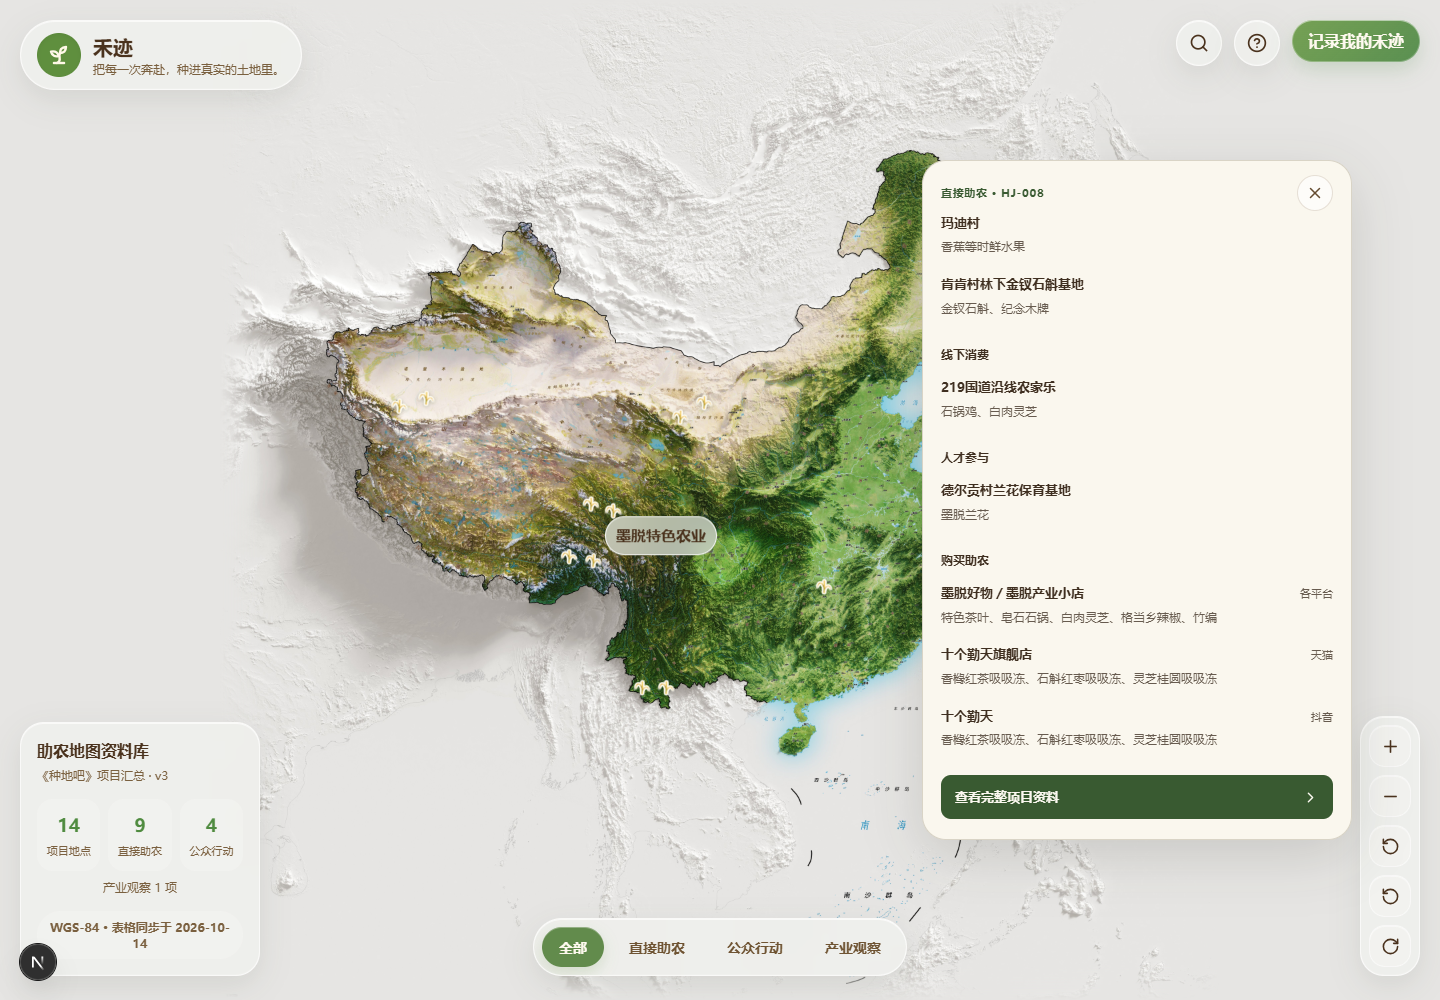 禾迹
把每一次奔赴，种进真实的土地里。
记录我的禾迹
直接助农 • HJ-008
玛迪村
香蕉等时鲜水果
肯肯村林下金钗石斛基地
金钗石斛、纪念木牌
线下消费
219国道沿线农家乐
石锅鸡、白肉灵芝
人才参与
德尔贡村兰花保育基地
墨脱兰花
购买助农
墨脱好物 / 墨脱产业小店
各平台
特色茶叶、皂石石锅、白肉灵芝、格当乡辣椒、竹编
十个勤天旗舰店
天猫
香橼红茶吸吸冻、石斛红枣吸吸冻、灵芝桂圆吸吸冻
十个勤天
抖音
香橼红茶吸吸冻、石斛红枣吸吸冻、灵芝桂圆吸吸冻
查看完整项目资料
墨脱特色农业
南海
南沙群岛
助农地图资料库
《种地吧》项目汇总 · v3
14
9
4
项目地点
直接助农
公众行动
产业观察 1 项
WGS-84 • 表格同步于 2026-10-
14
N
全部
直接助农
公众行动
产业观察